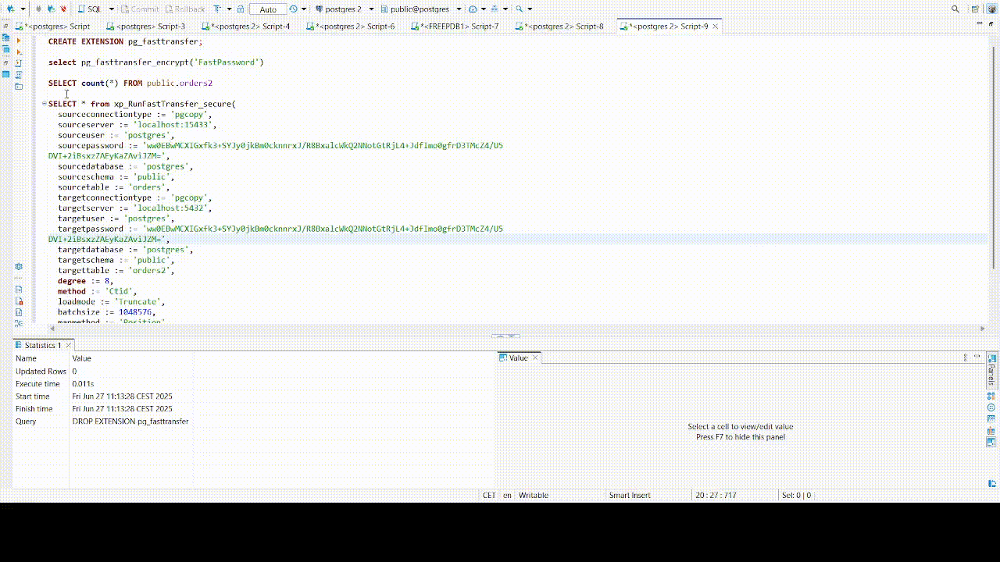 SQL Commit Rollback Auto postgres 2 public@postgres
*<postgres> Script <postgres> Script-3 *<postgres 2> Script-4 *<postgres 2> Script-6 *<FREEPDB1> Script-7 *<postgres 2> Script-8 *<postgres 2> Script-9
CREATE EXTENSION pg_fasttransfer;
select pg_fasttransfer_encrypt('FastPassword')
SELECT count(*) FROM public.orders2
SELECT * from xp_RunFastTransfer_secure(
sourceconnectiontype := 'pgcopy',
sourceserver := 'localhost:15433',
sourceuser := 'postgres',
sourcepassword := 'ww0EBwMCXIGxfk3+SYJy0jkBm0cknnrxJ/R8BxalcWkQ2NNotGtRjL4+JdfImo0gfrD3TMcZ4/U5
DVI+2iBsxzZAEyKaZAviJZM=',
sourcedatabase := 'postgres',
sourceschema := 'public',
sourcetable := 'orders',
targetconnectiontype := 'pgcopy',
targetserver := 'localhost:5432',
targetuser := 'postgres',
targetpassword := 'ww0EBwMCXIGxfk3+SYJy0jkBm0cknnrxJ/R8BxalcWkQ2NNotGtRjL4+JdfImo0gfrD3TMcZ4/U5
DVI+2iBsxzZAEyKaZAviJZM=',
targetdatabase := 'postgres',
targetschema := 'public',
targettable := 'orders2',
degree := 8,
method := 'Ctid',
loadmode := 'Truncate',
batchsize := 1048576,
mapmethod := 'Position',
Statistics 1
Name Value
Updated Rows 0
Execute time 0.011s
Start time Fri Jun 27 11:13:28 CEST 2025
Finish time Fri Jun 27 11:13:28 CEST 2025
Query DROP EXTENSION pg_fasttransfer
Value
Panels
Select a cell to view/edit value
Press F7 to hide this panel
CET en Writable Smart Insert 20 : 27 : 717 Sel: 0 | 0